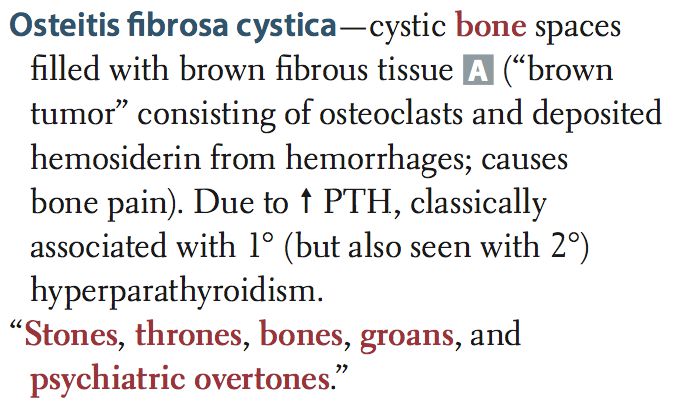 Osteitis fibrosa cystica—cystic bone spaces
filled with brown fibrous tissue A (“brown
tumor” consisting of osteoclasts and deposited
hemosiderin from hemorrhages; causes
bone pain). Due to ↑ PTH, classically
associated with 1° (but also seen with 2°)
hyperparathyroidism.
“Stones, thrones, bones, groans, and
psychiatric overtones.”